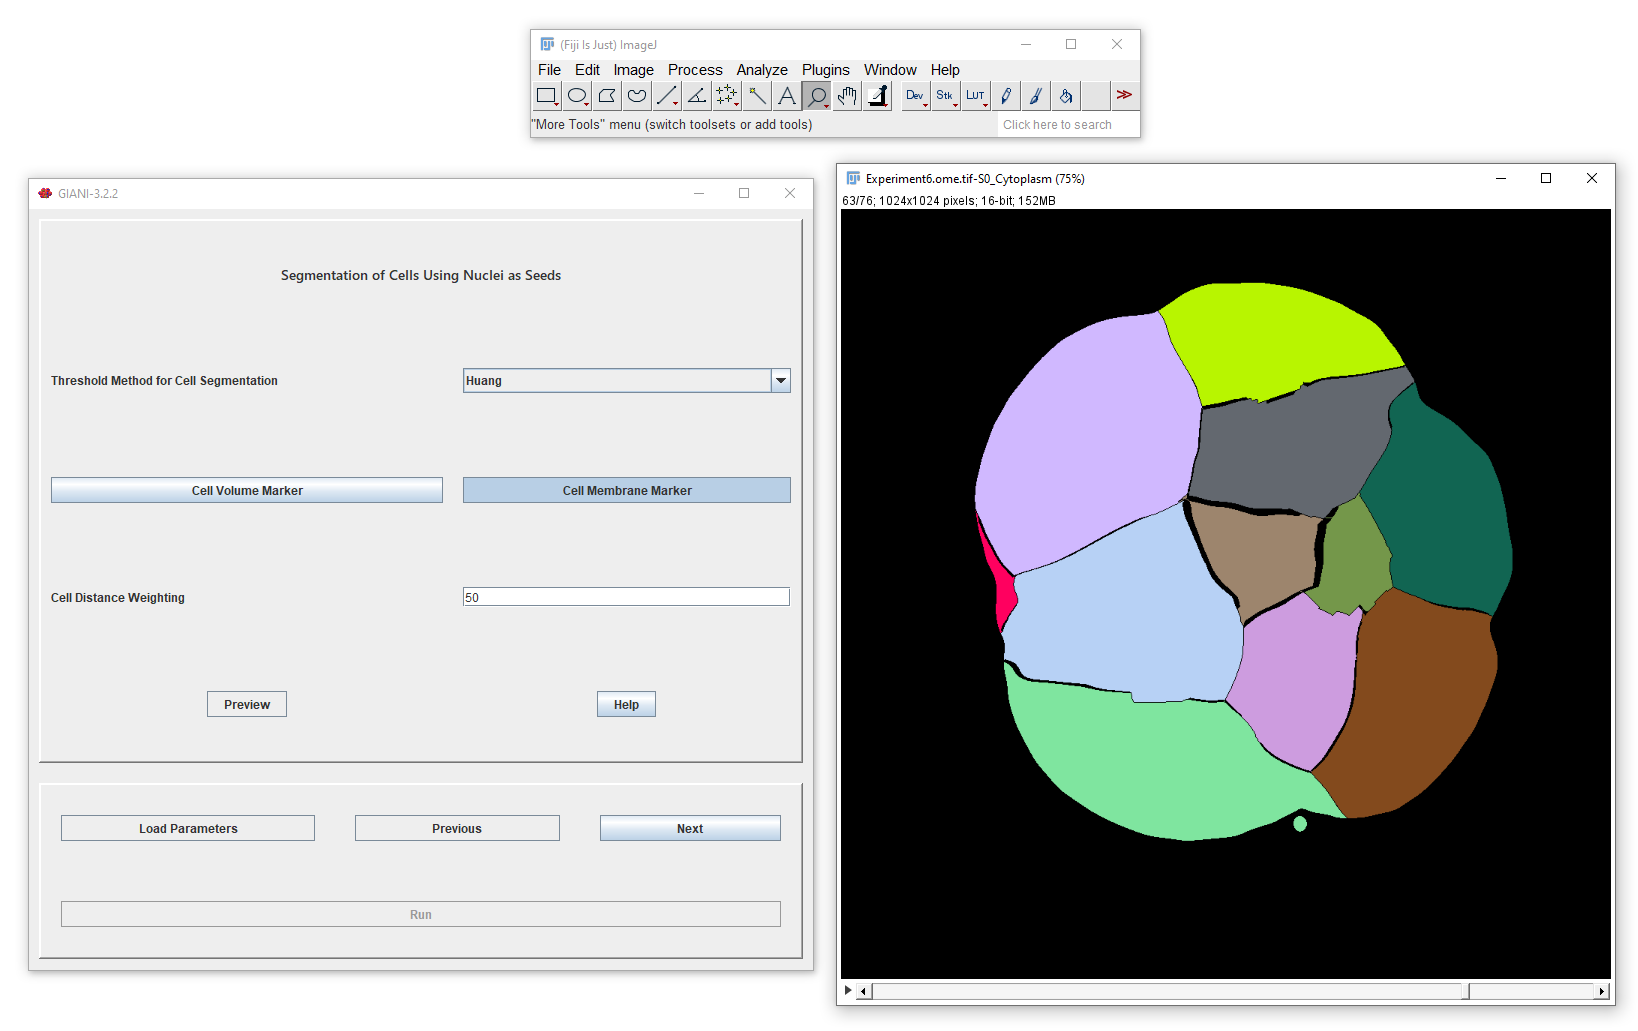 (Fiji Is Just) ImageJ
File Edit Image Process Analyze Plugins Window Help
Dev Stk LUT
"More Tools" menu (switch toolsets or add tools) Click here to search
GIANI-3.2.2
Segmentation of Cells Using Nuclei as Seeds
Threshold Method for Cell Segmentation Huang
Cell Volume Marker Cell Membrane Marker
Cell Distance Weighting 50
Preview Help
Load Parameters Previous Next
Run
Experiment6.ome.tif-S0_Cytoplasm (75%)
63/76; 1024x1024 pixels; 16-bit; 152MB